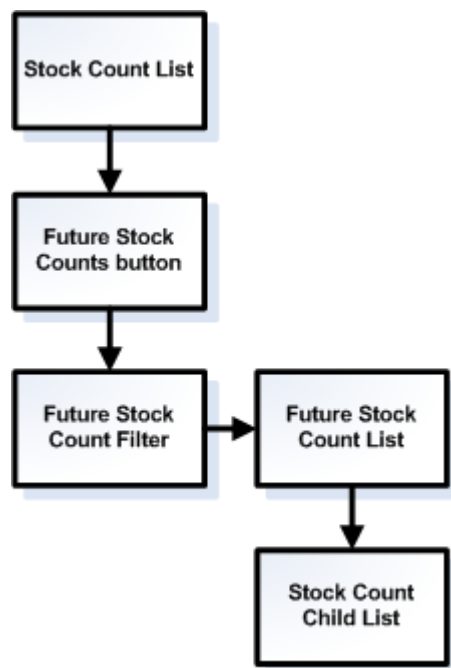 Stock Count List
Future Stock
Counts button
Future Stock
Count Filter
Future Stock
Count List
Stock Count
Child List